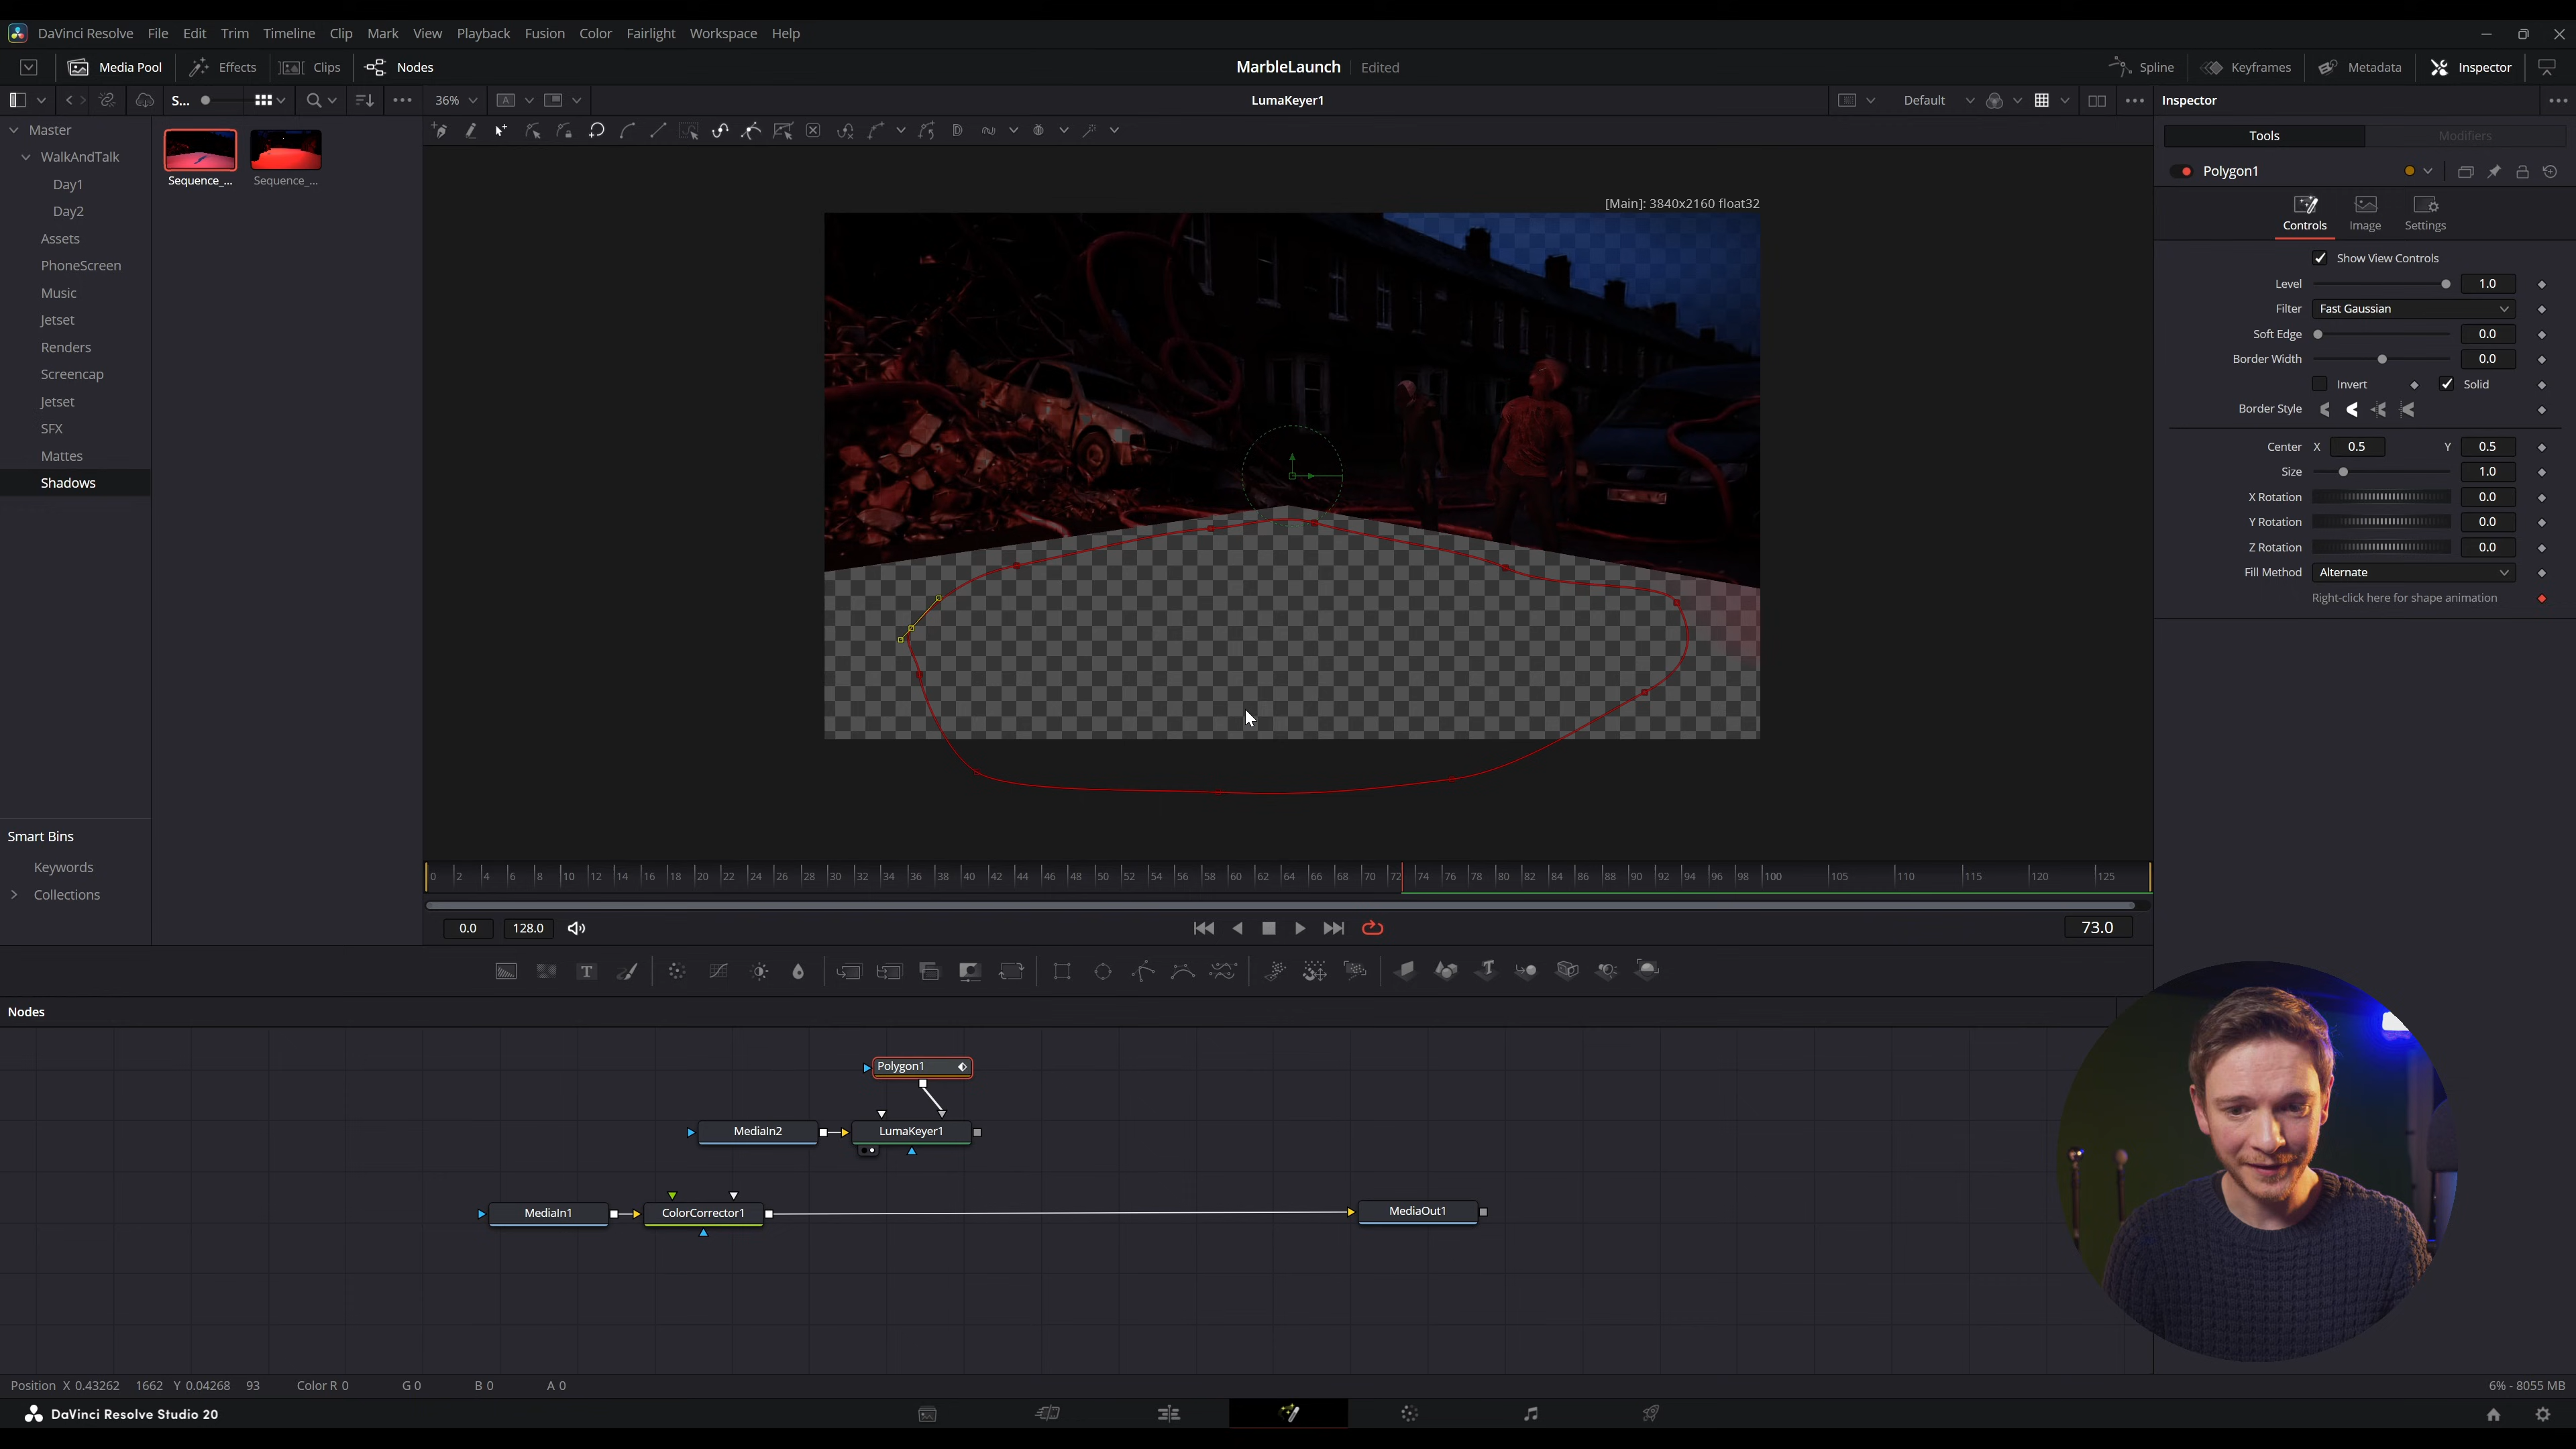 DaVinci Resolve File Edit Trim Timeline Clip Mark View Playback Fusion Color Fairlight Workspace Help
Media Pool Effects Clips Nodes MarbleLaunch Edited Spline Keyframes Metadata Inspector
S... 36% A LumaKeyer1 Default Inspector
Master
WalkAndTalk
Day1
Day2
Assets
PhoneScreen
Music
Jetset
Renders
Screencap
Jetset
SFX
Mattes
Shadows
Sequence_... Sequence_...
[Main]: 3840x2160 float32
Tools Modifiers
Polygon1
Controls Image Settings
Show View Controls
Level 1.0
Filter Fast Gaussian
Soft Edge 0.0
Border Width 0.0
Invert Solid
Border Style
Center X 0.5 Y 0.5
Size 1.0
X Rotation 0.0
Y Rotation 0.0
Z Rotation 0.0
Fill Method Alternate
Right-click here for shape animation
Smart Bins
Keywords
Collections
0 2 4 6 8 10 12 14 16 18 20 22 24 26 28 30 32 34 36 38 40 42 44 46 48 50 52 54 56 58 60 62 64 66 68 70 72 74 76 78 80 82 84 86 88 90 92 94 96 98 100 105 110 115 120 125
0.0 128.0 73.0
T
Nodes
Polygon1
MediaIn2 LumaKeyer1
MediaIn1 ColorCorrector1 MediaOut1
Position X 0.43262 1662 Y 0.04268 93 Color R 0 G 0 B 0 A 0 6% - 8055 MB
DaVinci Resolve Studio 20